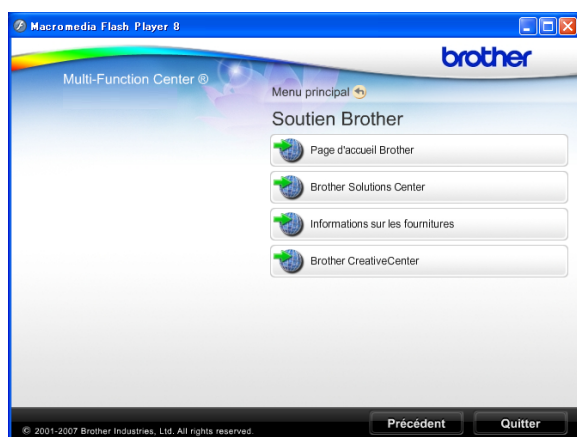 Macromedia Flash Player 8
brother
Multi-Function Center ®
Menu principal
Soutien Brother
Page d'accueil Brother
Brother Solutions Center
Informations sur les fournitures
Brother CreativeCenter
© 2001-2007 Brother Industries, Ltd. All rights reserved.
Précédent
Quitter